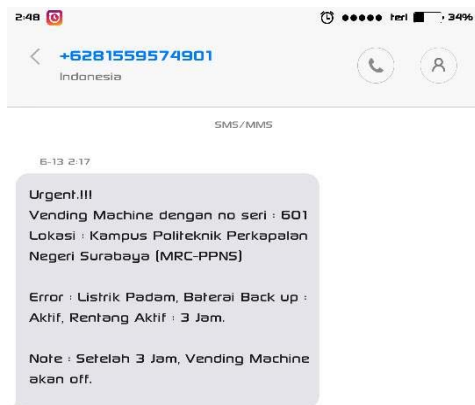 2:48 teri 34%
+6281559574901
Indonesia
SMS/MMS
6-13 2:17
Urgent.!!!
Vending Machine dengan no seri : 601
Lokasi : Kampus Politeknik Perkapalan
Negeri Surabaya (MRC-PPNS)
Error : Listrik Padam, Baterai Back up :
Aktif, Rentang Aktif : 3 Jam.
Note : Setelah 3 Jam, Vending Machine
akan off.